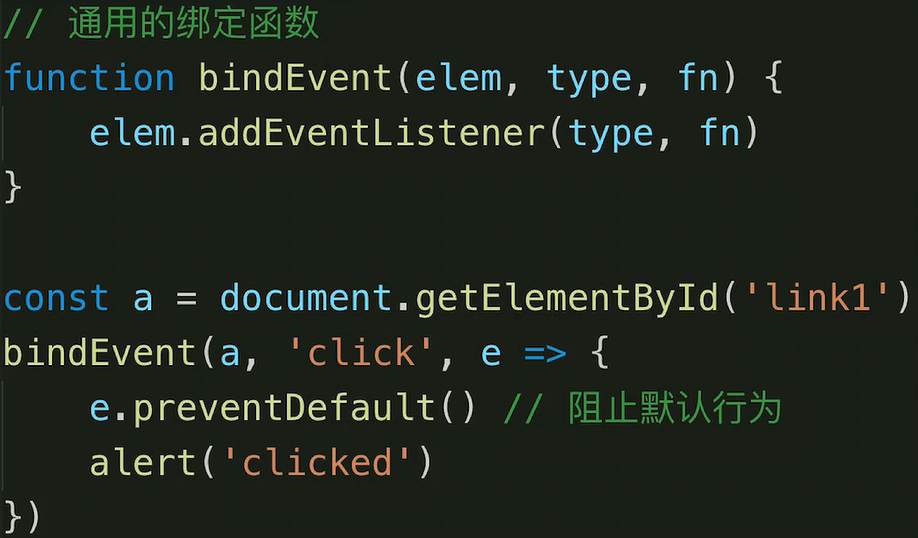 // 通用的绑定函数
function bindEvent(elem, type, fn) {
    elem.addEventListener(type, fn)
}

const a = document.getElementById('link1')
bindEvent(a, 'click', e => {
    e.preventDefault() // 阻止默认行为
    alert('clicked')
})